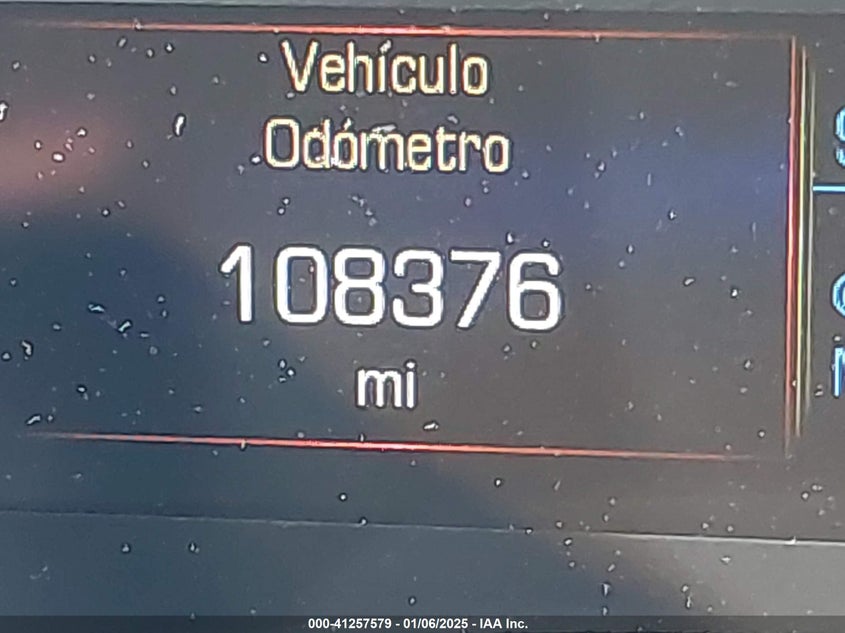 Vehículo
Odómetro
108376
mi
000-41257579 - 01/06/2025 - IAA Inc.